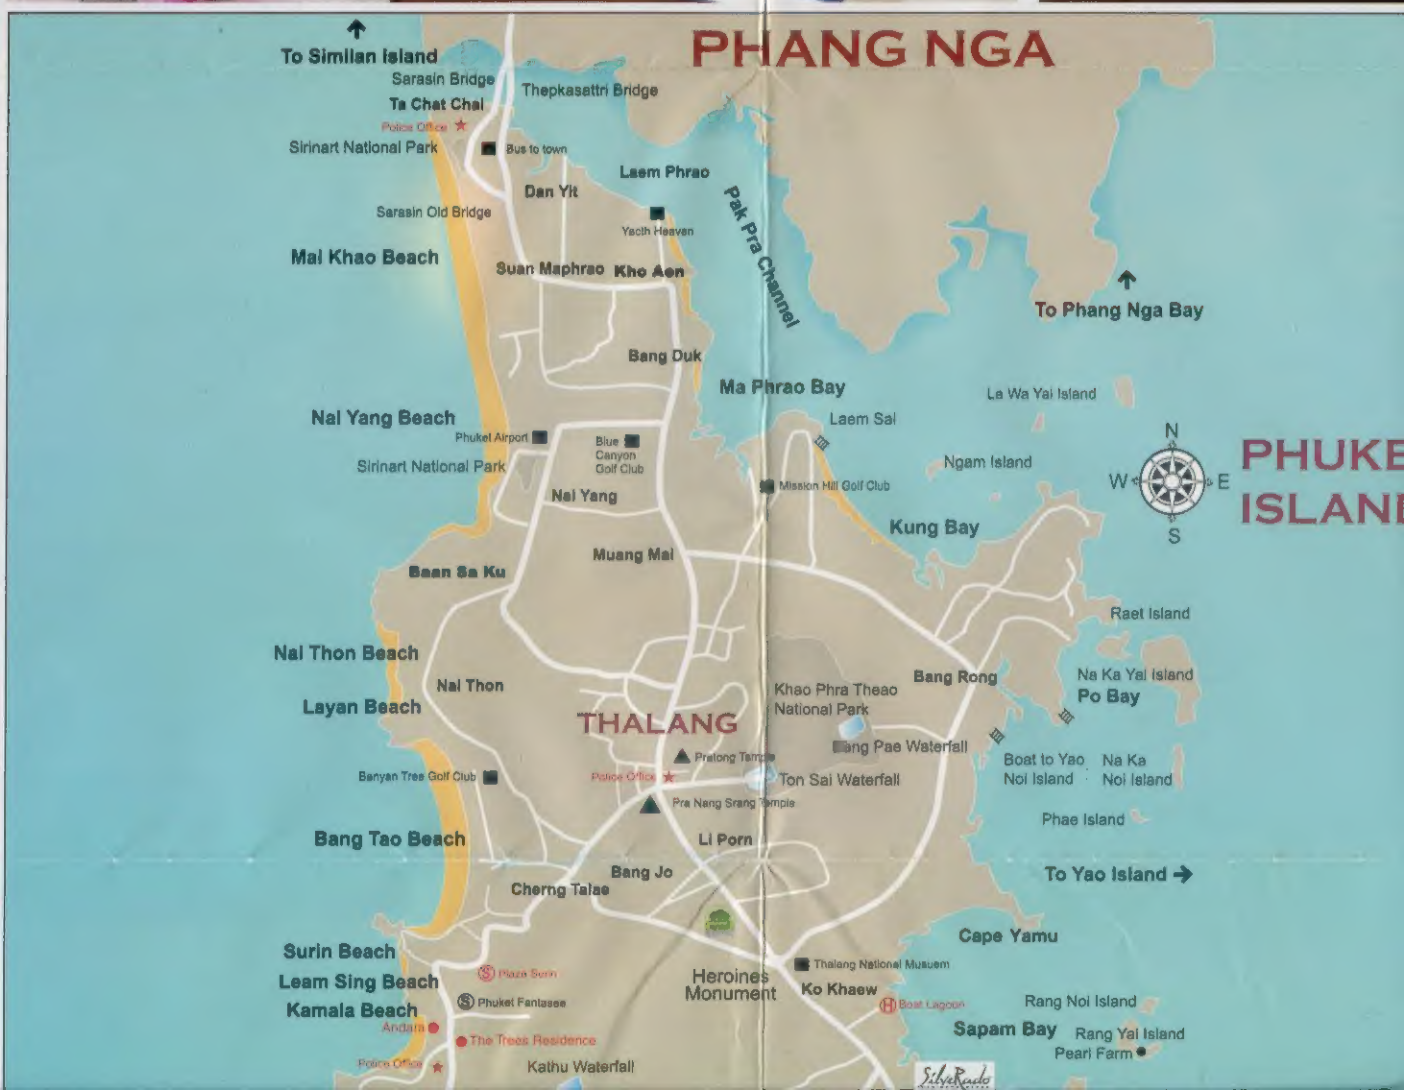 PHANG NGA
To Similan Island
Sarasin Bridge
Thepkasattri Bridge
Ta Chat Chai
Police Office
Sirinart National Park
Bus to town
Laem Phrao
Dan Yit
Pak Pra Channel
Sarasin Old Bridge
Yacth Heaven
Mai Khao Beach
Suan Maphrao
Kho Aen
To Phang Nga Bay
Bang Duk
Ma Phrao Bay
La Wa Yai Island
Nai Yang Beach
Laem Sai
Phuket Airport
Blue
Canyon
Golf Club
N
W
E
S
PHUKE
ISLAN
Sirinart National Park
Ngam Island
Nai Yang
Mission Hill Golf Club
Kung Bay
Muang Mai
Baan Sa Ku
Raet Island
Nai Thon Beach
Nai Thon
Bang Rong
Na Ka Yai Island
Po Bay
Khao Phra Theao
National Park
Layan Beach
THALANG
Bang Pae Waterfall
Pratong Temple
Boat to Yao
Noi Island
Na Ka
Noi Island
Banyan Tree Golf Club
Police Office
Ton Sai Waterfall
Pra Nang Srang Temple
Phae Island
Bang Tao Beach
Li Porn
Bang Jo
To Yao Island
Cherng Talae
Cape Yamu
Surin Beach
Thalang National Musuem
Plaza Surin
Leam Sing Beach
Heroines
Monument
Ko Khaew
S
Phuket Fantasea
H
Boat Lagoon
Rang Noi Island
Kamala Beach
Andara
Sapam Bay
Rang Yai Island
The Trees Residence
Pearl Farm
Police Office
Kathu Waterfall
SilveRado